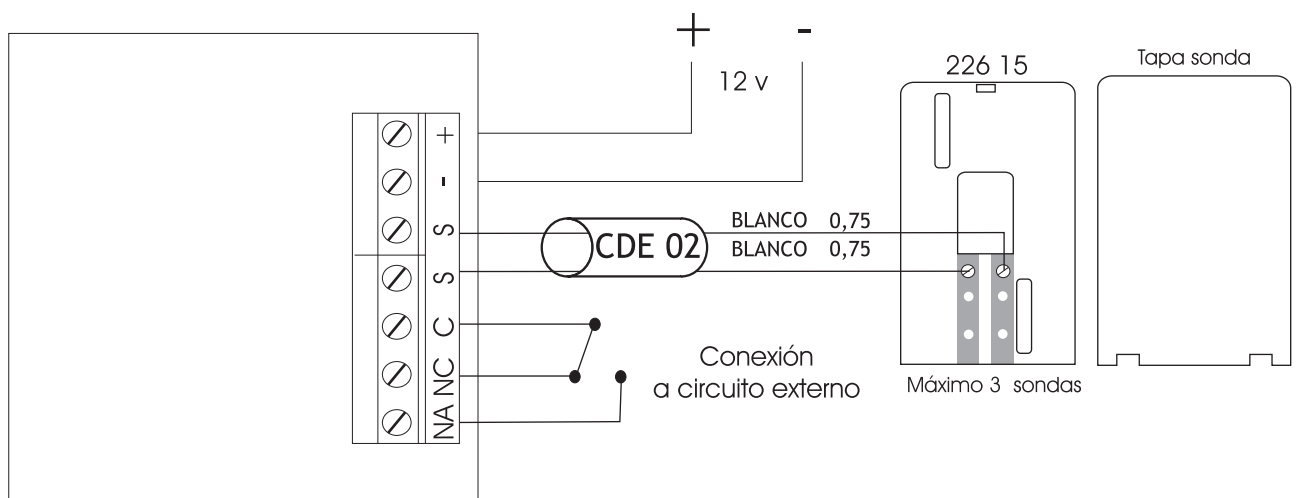 + -
12 v
226 15
Tapa sonda
+
-
S
S
C
NC
NA
CDE 02
BLANCO 0,75
BLANCO 0,75
Conexión
a circuito externo
Máximo 3 sondas